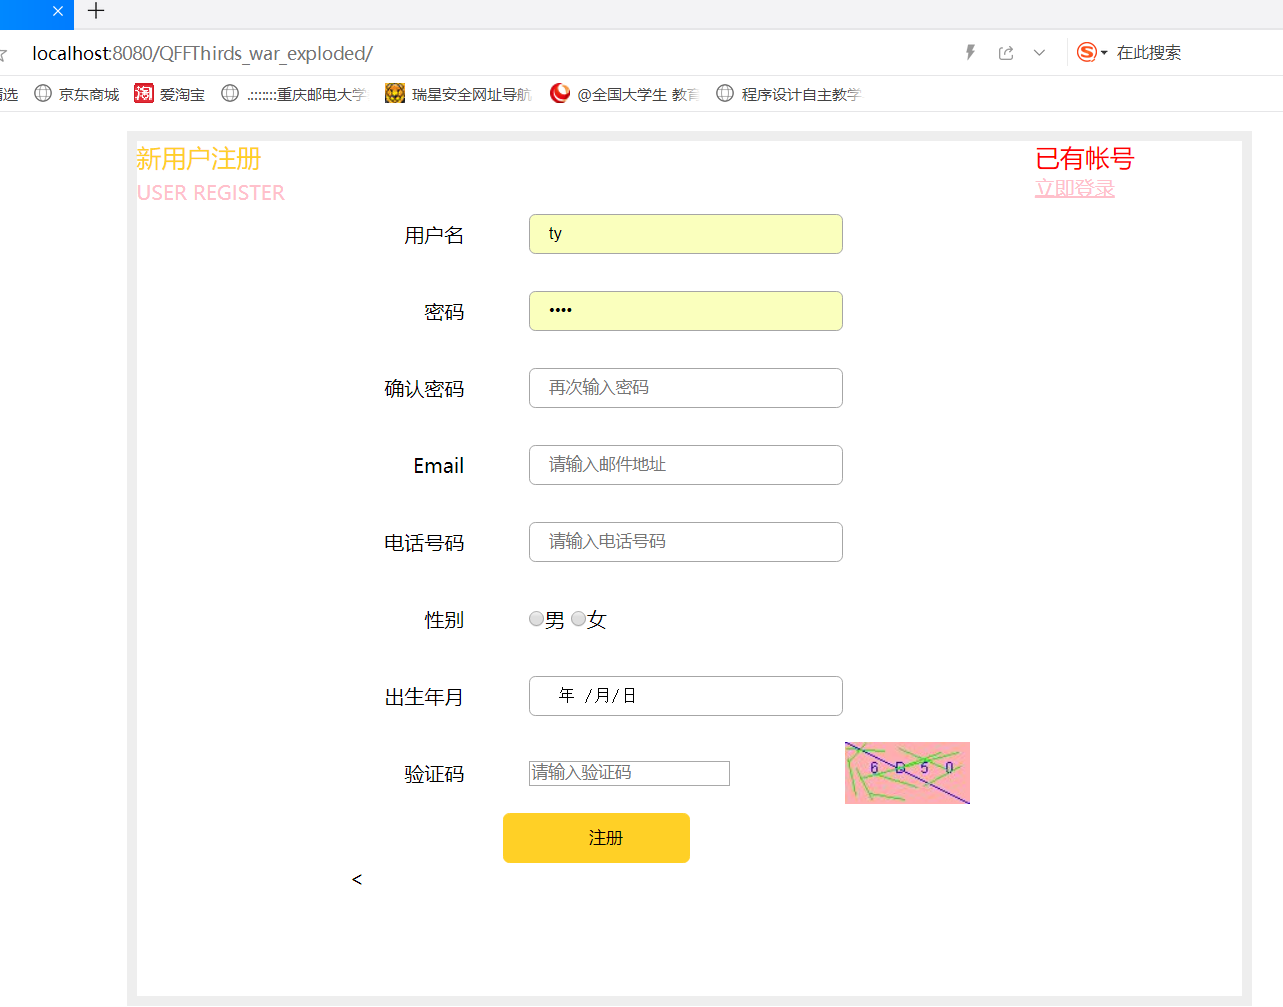 localhost:8080/QFFThirds_war_exploded/ 在此搜索
京东商城 爱淘宝 .:::::::重庆邮电大学 瑞星安全网址导航 @全国大学生 教育 程序设计自主教学
新用户注册 已有帐号
USER REGISTER 立即登录
用户名 ty
密码 ••••
确认密码 再次输入密码
Email 请输入邮件地址
电话号码 请输入电话号码
性别 男 女
出生年月 年 /月/日
验证码 请输入验证码 6 D 5 0
注册
<